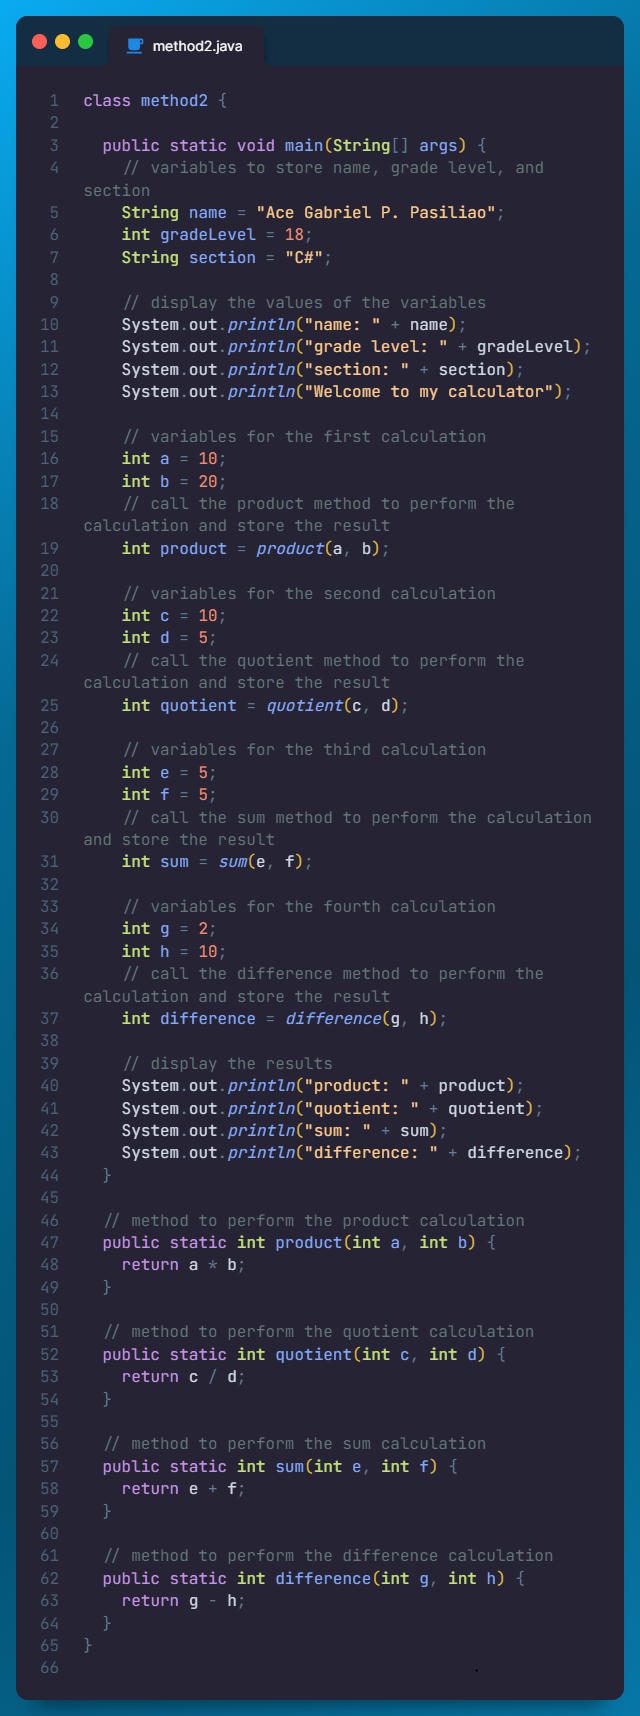 method2.java
1 class method2 {
2
3   public static void main(String[] args) {
4     // variables to store name, grade level, and
section
5     String name = "Ace Gabriel P. Pasiliao";
6     int gradeLevel = 18;
7     String section = "C#";
8
9     // display the values of the variables
10     System.out.println("name: " + name);
11     System.out.println("grade level: " + gradeLevel);
12     System.out.println("section: " + section);
13     System.out.println("Welcome to my calculator");
14
15     // variables for the first calculation
16     int a = 10;
17     int b = 20;
18     // call the product method to perform the
calculation and store the result
19     int product = product(a, b);
20
21     // variables for the second calculation
22     int c = 10;
23     int d = 5;
24     // call the quotient method to perform the
calculation and store the result
25     int quotient = quotient(c, d);
26
27     // variables for the third calculation
28     int e = 5;
29     int f = 5;
30     // call the sum method to perform the calculation
and store the result
31     int sum = sum(e, f);
32
33     // variables for the fourth calculation
34     int g = 2;
35     int h = 10;
36     // call the difference method to perform the
calculation and store the result
37     int difference = difference(g, h);
38
39     // display the results
40     System.out.println("product: " + product);
41     System.out.println("quotient: " + quotient);
42     System.out.println("sum: " + sum);
43     System.out.println("difference: " + difference);
44   }
45
46   // method to perform the product calculation
47   public static int product(int a, int b) {
48     return a * b;
49   }
50
51   // method to perform the quotient calculation
52   public static int quotient(int c, int d) {
53     return c / d;
54   }
55
56   // method to perform the sum calculation
57   public static int sum(int e, int f) {
58     return e + f;
59   }
60
61   // method to perform the difference calculation
62   public static int difference(int g, int h) {
63     return g - h;
64   }
65 }
66